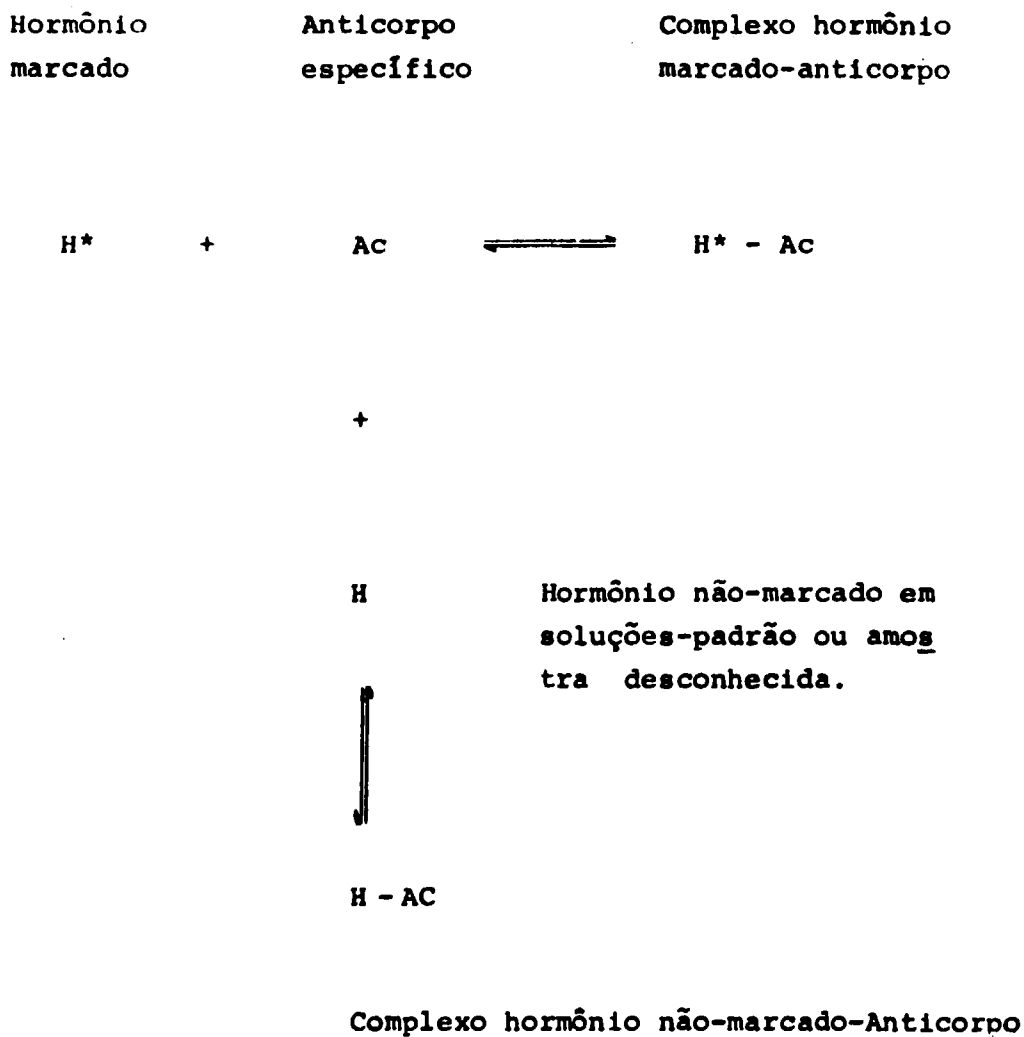 Hormônio Anticorpo Complexo hormônio
marcado específico marcado-anticorpo
H* + Ac ⇌ H* - Ac
+
H Hormônio não-marcado em
soluções-padrão ou amos
tra desconhecida.
H - AC
Complexo hormônio não-marcado-Anticorpo